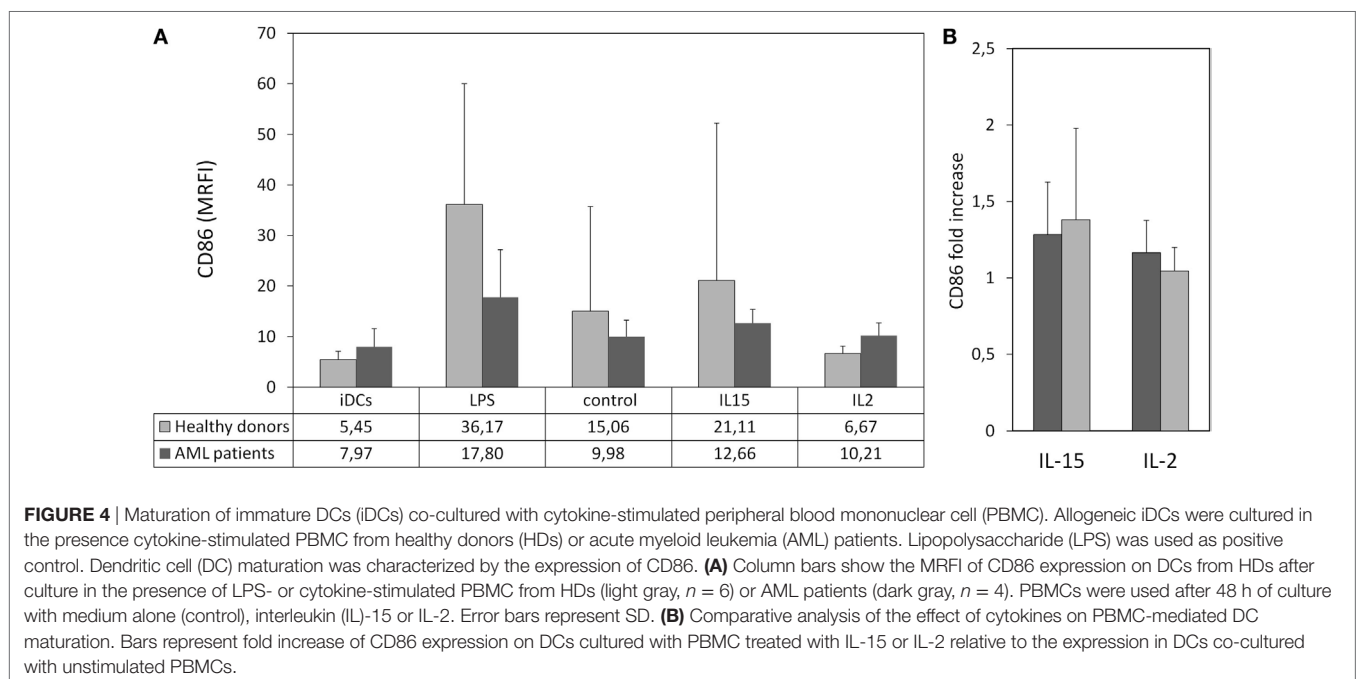 A
B
70
60
50
40
30
20
10
0
CD86 (MRFI)
iDCs LPS control IL15 IL2
Healthy donors 5,45 36,17 15,06 21,11 6,67
AML patients 7,97 17,80 9,98 12,66 10,21
2,5
2
1,5
1
0,5
0
CD86 fold increase
IL-15 IL-2
FIGURE 4 | Maturation of immature DCs (iDCs) co-cultured with cytokine-stimulated peripheral blood mononuclear cell (PBMC). Allogeneic iDCs were cultured in
the presence cytokine-stimulated PBMC from healthy donors (HDs) or acute myeloid leukemia (AML) patients. Lipopolysaccharide (LPS) was used as positive
control. Dendritic cell (DC) maturation was characterized by the expression of CD86. (A) Column bars show the MRFI of CD86 expression on DCs from HDs after
culture in the presence of LPS- or cytokine-stimulated PBMC from HDs (light gray, n = 6) or AML patients (dark gray, n = 4). PBMCs were used after 48 h of culture
with medium alone (control), interleukin (IL)-15 or IL-2. Error bars represent SD. (B) Comparative analysis of the effect of cytokines on PBMC-mediated DC
maturation. Bars represent fold increase of CD86 expression on DCs cultured with PBMC treated with IL-15 or IL-2 relative to the expression in DCs co-cultured
with unstimulated PBMCs.